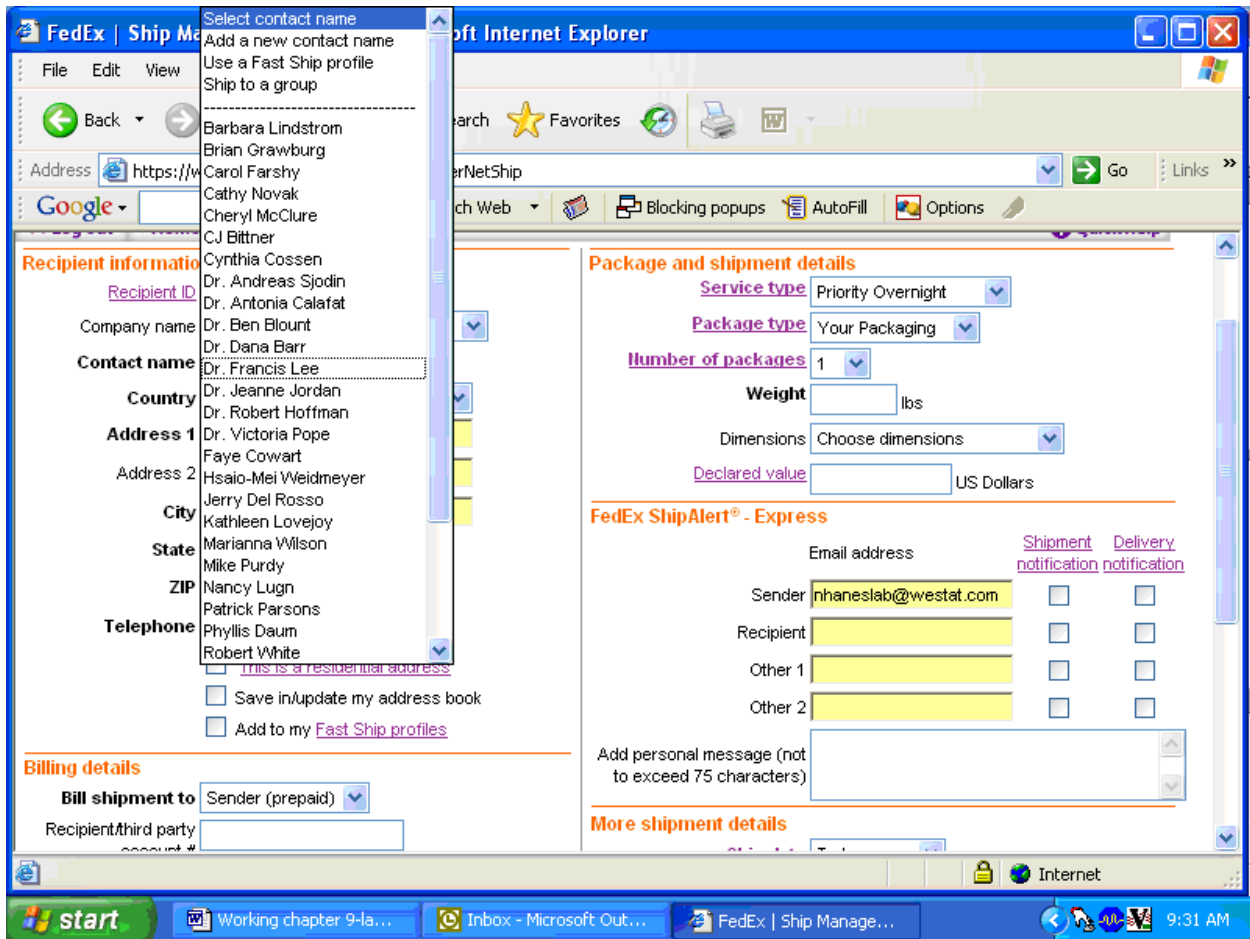 FedEx | Ship Ma
oft Internet Explorer
File Edit View
Back
earch Favorites
Address https://w
erNetShip
Go Links »
Google
ch Web Blocking popups AutoFill Options
Select contact name
Add a new contact name
Use a Fast Ship profile
Ship to a group
--------------------------------
Barbara Lindstrom
Brian Grawburg
Carol Farshy
Cathy Novak
Cheryl McClure
CJ Bittner
Cynthia Cossen
Dr. Andreas Sjodin
Dr. Antonia Calafat
Dr. Ben Blount
Dr. Dana Barr
Dr. Francis Lee
Dr. Jeanne Jordan
Dr. Robert Hoffman
Dr. Victoria Pope
Faye Cowart
Hsaio-Mei Weidmeyer
Jerry Del Rosso
Kathleen Lovejoy
Marianna Wilson
Mike Purdy
Nancy Lugn
Patrick Parsons
Phyllis Daum
Robert White
Recipient informatio
Recipient ID
Company name
Contact name
Country
Address 1
Address 2
City
State
ZIP
Telephone
This is a residential address
Save in/update my address book
Add to my Fast Ship profiles
Billing details
Bill shipment to Sender (prepaid)
Recipient/third party
account #
Package and shipment details
Service type Priority Overnight
Package type Your Packaging
Number of packages 1
Weight lbs
Dimensions Choose dimensions
Declared value US Dollars
FedEx ShipAlert® - Express
Email address
Shipment notification
Delivery notification
Sender nhaneslab@westat.com
Recipient
Other 1
Other 2
Add personal message (not
to exceed 75 characters)
More shipment details
Internet
start Working chapter 9-la... Inbox - Microsoft Out... FedEx | Ship Manage... 9:31 AM